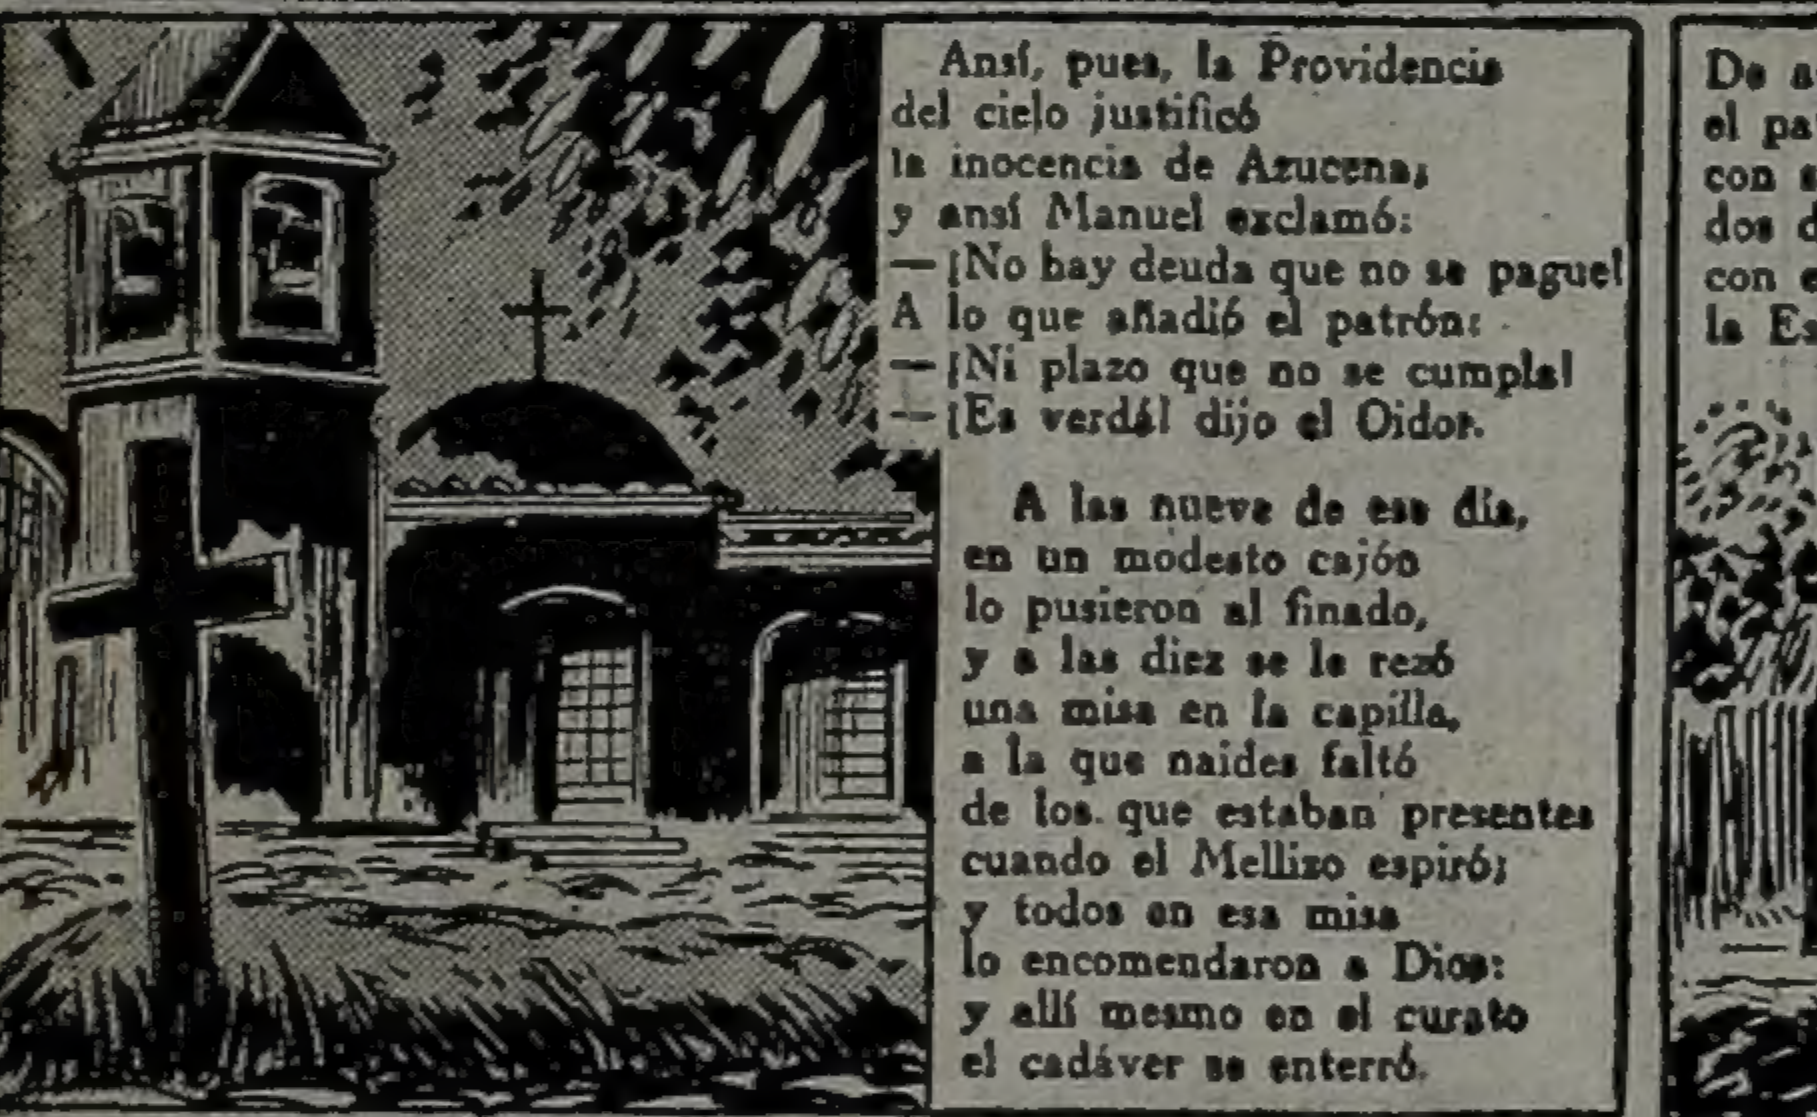 Ansí, pues, la Providencia
del cielo justificó
la inocencia de Azucena;
y ansí Manuel exclamó:
—¡No hay deuda que no se pague!
A lo que añadió el patrón:
—¡Ni plazo que no se cumpla!
—¡Es verdá! dijo el Oidor.
A las nueve de ese día,
en un modesto cajón
lo pusieron al finado,
y a las diez se le rezó
una misa en la capilla,
a la que naides faltó
de los que estaban presentes
cuando el Mellizo espiró;
y todos en esa misa
lo encomendaron a Dios:
y allí mesmo en el curato
el cadáver se enterró.
De
el
con
dos
con
la